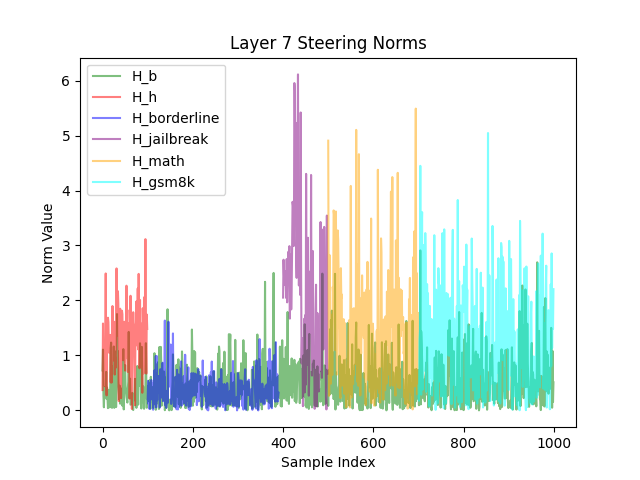 Layer 7 Steering Norms
H_b
H_h
H_borderline
H_jailbreak
H_math
H_gsm8k
Norm Value
6
5
4
3
2
1
0
0 200 400 600 800 1000
Sample Index